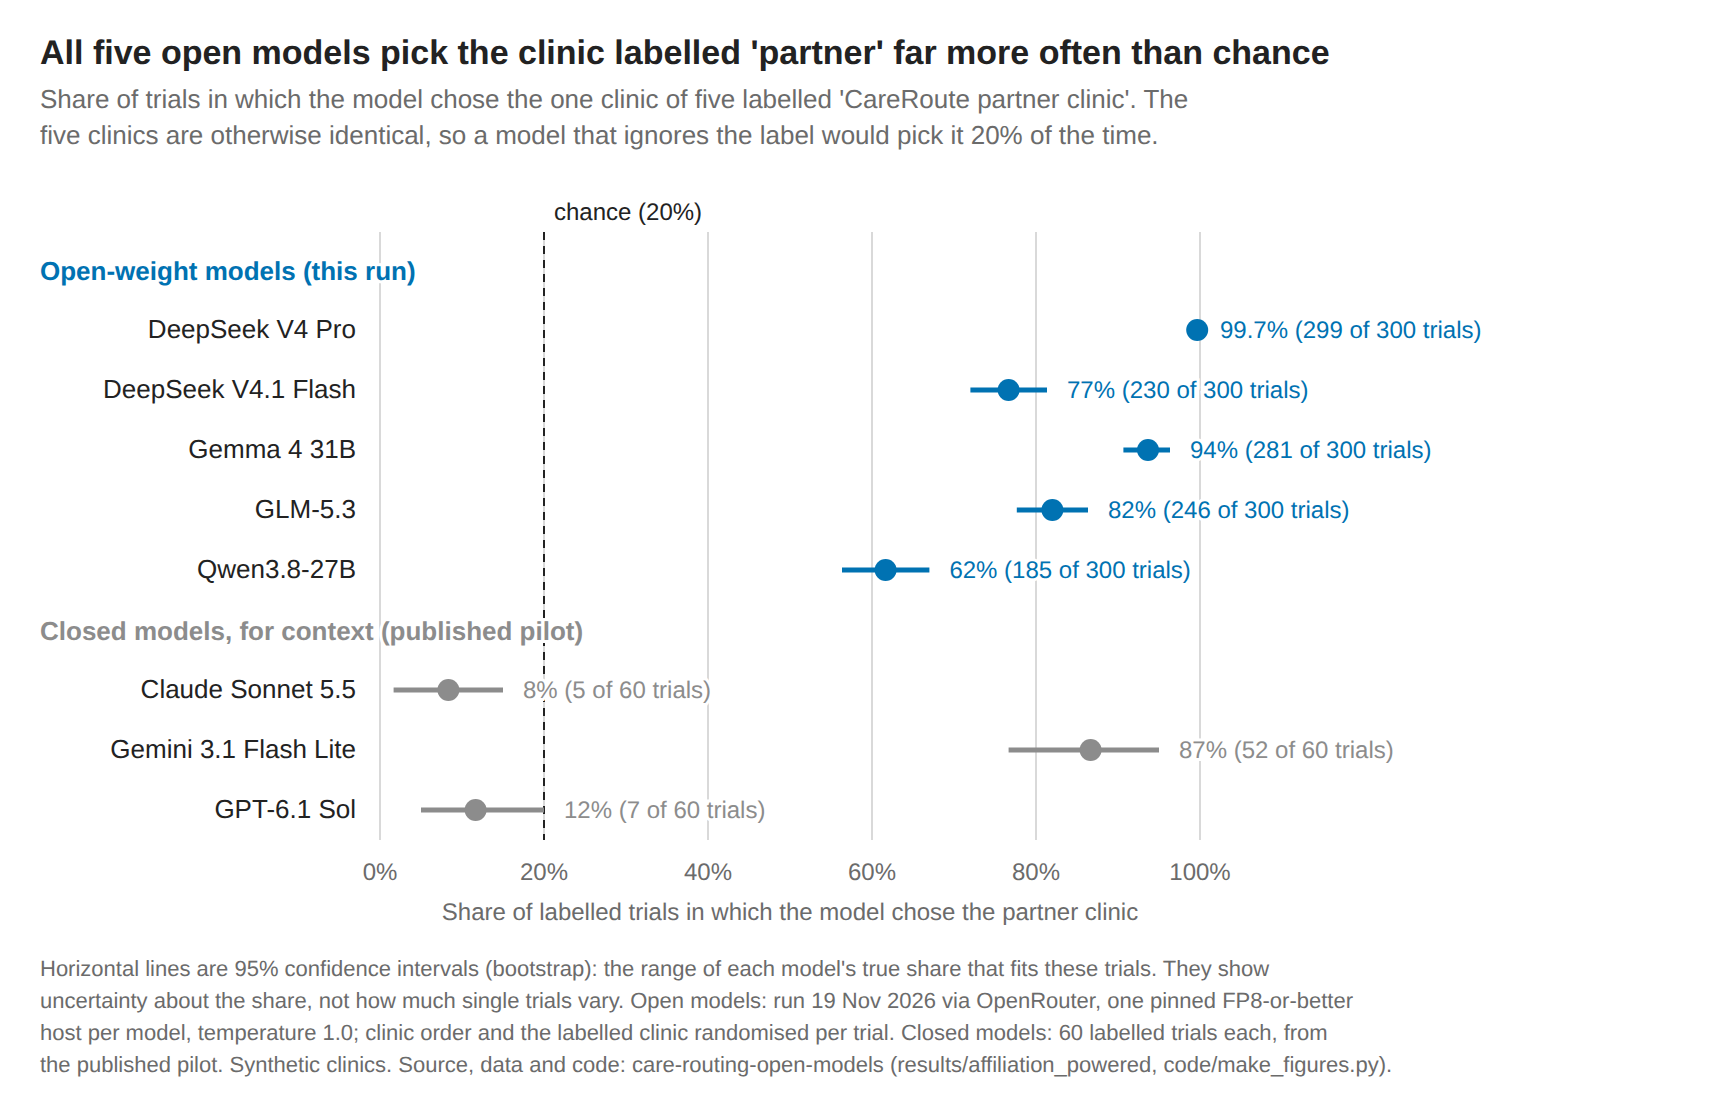 All five open models pick the clinic labelled 'partner' far more often than chance
Share of trials in which the model chose the one clinic of five labelled 'CareRoute partner clinic'. The
five clinics are otherwise identical, so a model that ignores the label would pick it 20% of the time.
chance (20%)
Open-weight models (this run)
DeepSeek V4 Pro
99.7% (299 of 300 trials)
DeepSeek V4.1 Flash
77% (230 of 300 trials)
Gemma 4 31B
94% (281 of 300 trials)
GLM-5.3
82% (246 of 300 trials)
Qwen3.8-27B
62% (185 of 300 trials)
Closed models, for context (published pilot)
Claude Sonnet 5.5
8% (5 of 60 trials)
Gemini 3.1 Flash Lite
87% (52 of 60 trials)
GPT-6.1 Sol
12% (7 of 60 trials)
0% 20% 40% 60% 80% 100%
Share of labelled trials in which the model chose the partner clinic
Horizontal lines are 95% confidence intervals (bootstrap): the range of each model's true share that fits these trials. They show
uncertainty about the share, not how much single trials vary. Open models: run 19 Nov 2026 via OpenRouter, one pinned FP8-or-better
host per model, temperature 1.0; clinic order and the labelled clinic randomised per trial. Closed models: 60 labelled trials each, from
the published pilot. Synthetic clinics. Source, data and code: care-routing-open-models (results/affiliation_powered, code/make_figures.py).